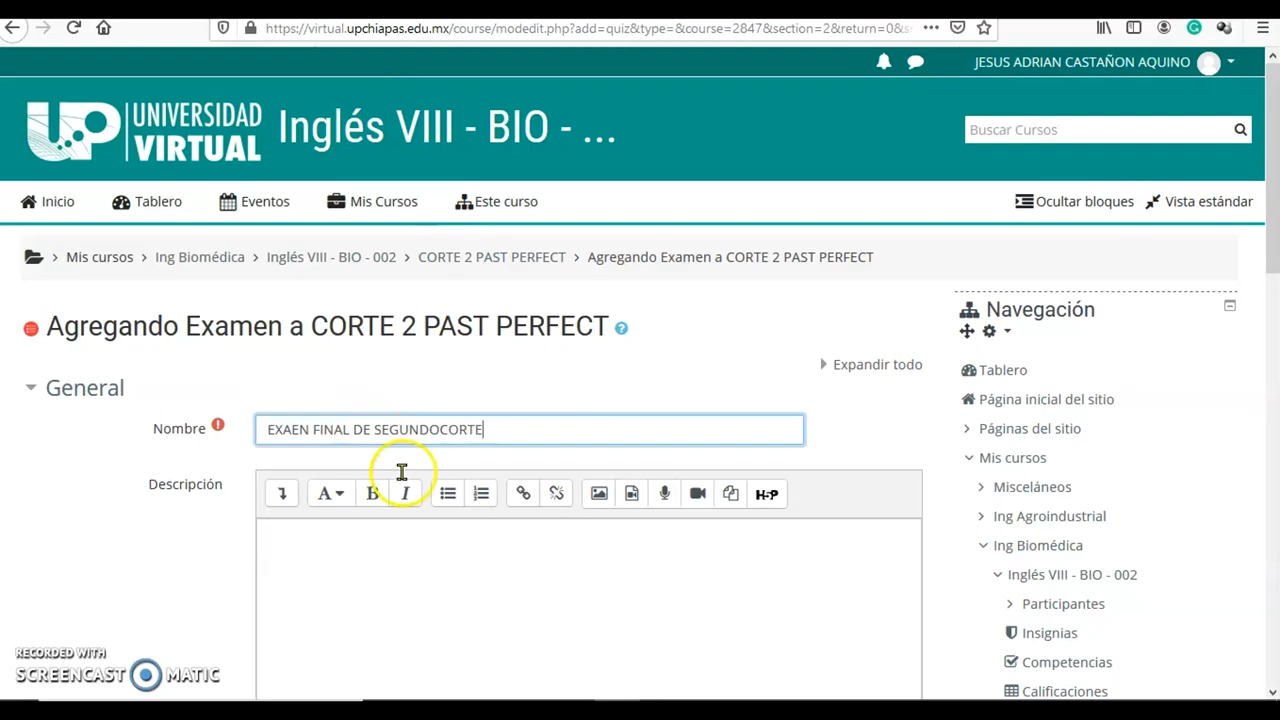 https://virtual.upchiapas.edu.mx/course/modedit.php?add=quiz&type=&course=2847&section=2&return=0&s
JESUS ADRIAN CASTAÑON AQUINO
UP UNIVERSIDAD VIRTUAL
Inglés VIII - BIO - ...
Buscar Cursos
Inicio Tablero Eventos Mis Cursos Este curso Ocultar bloques Vista estándar
Mis cursos Ing Biomédica Inglés VIII - BIO - 002 CORTE 2 PAST PERFECT Agregando Examen a CORTE 2 PAST PERFECT
Agregando Examen a CORTE 2 PAST PERFECT ?
Expandir todo
General
Nombre
EXAEN FINAL DE SEGUNDOCORTE
Descripción
A B I H-P
Navegación
Tablero
Página inicial del sitio
Páginas del sitio
Mis cursos
Misceláneos
Ing Agroindustrial
Ing Biomédica
Inglés VIII - BIO - 002
Participantes
Insignias
Competencias
Calificaciones
RECORDED WITH
SCREENCAST MATIC